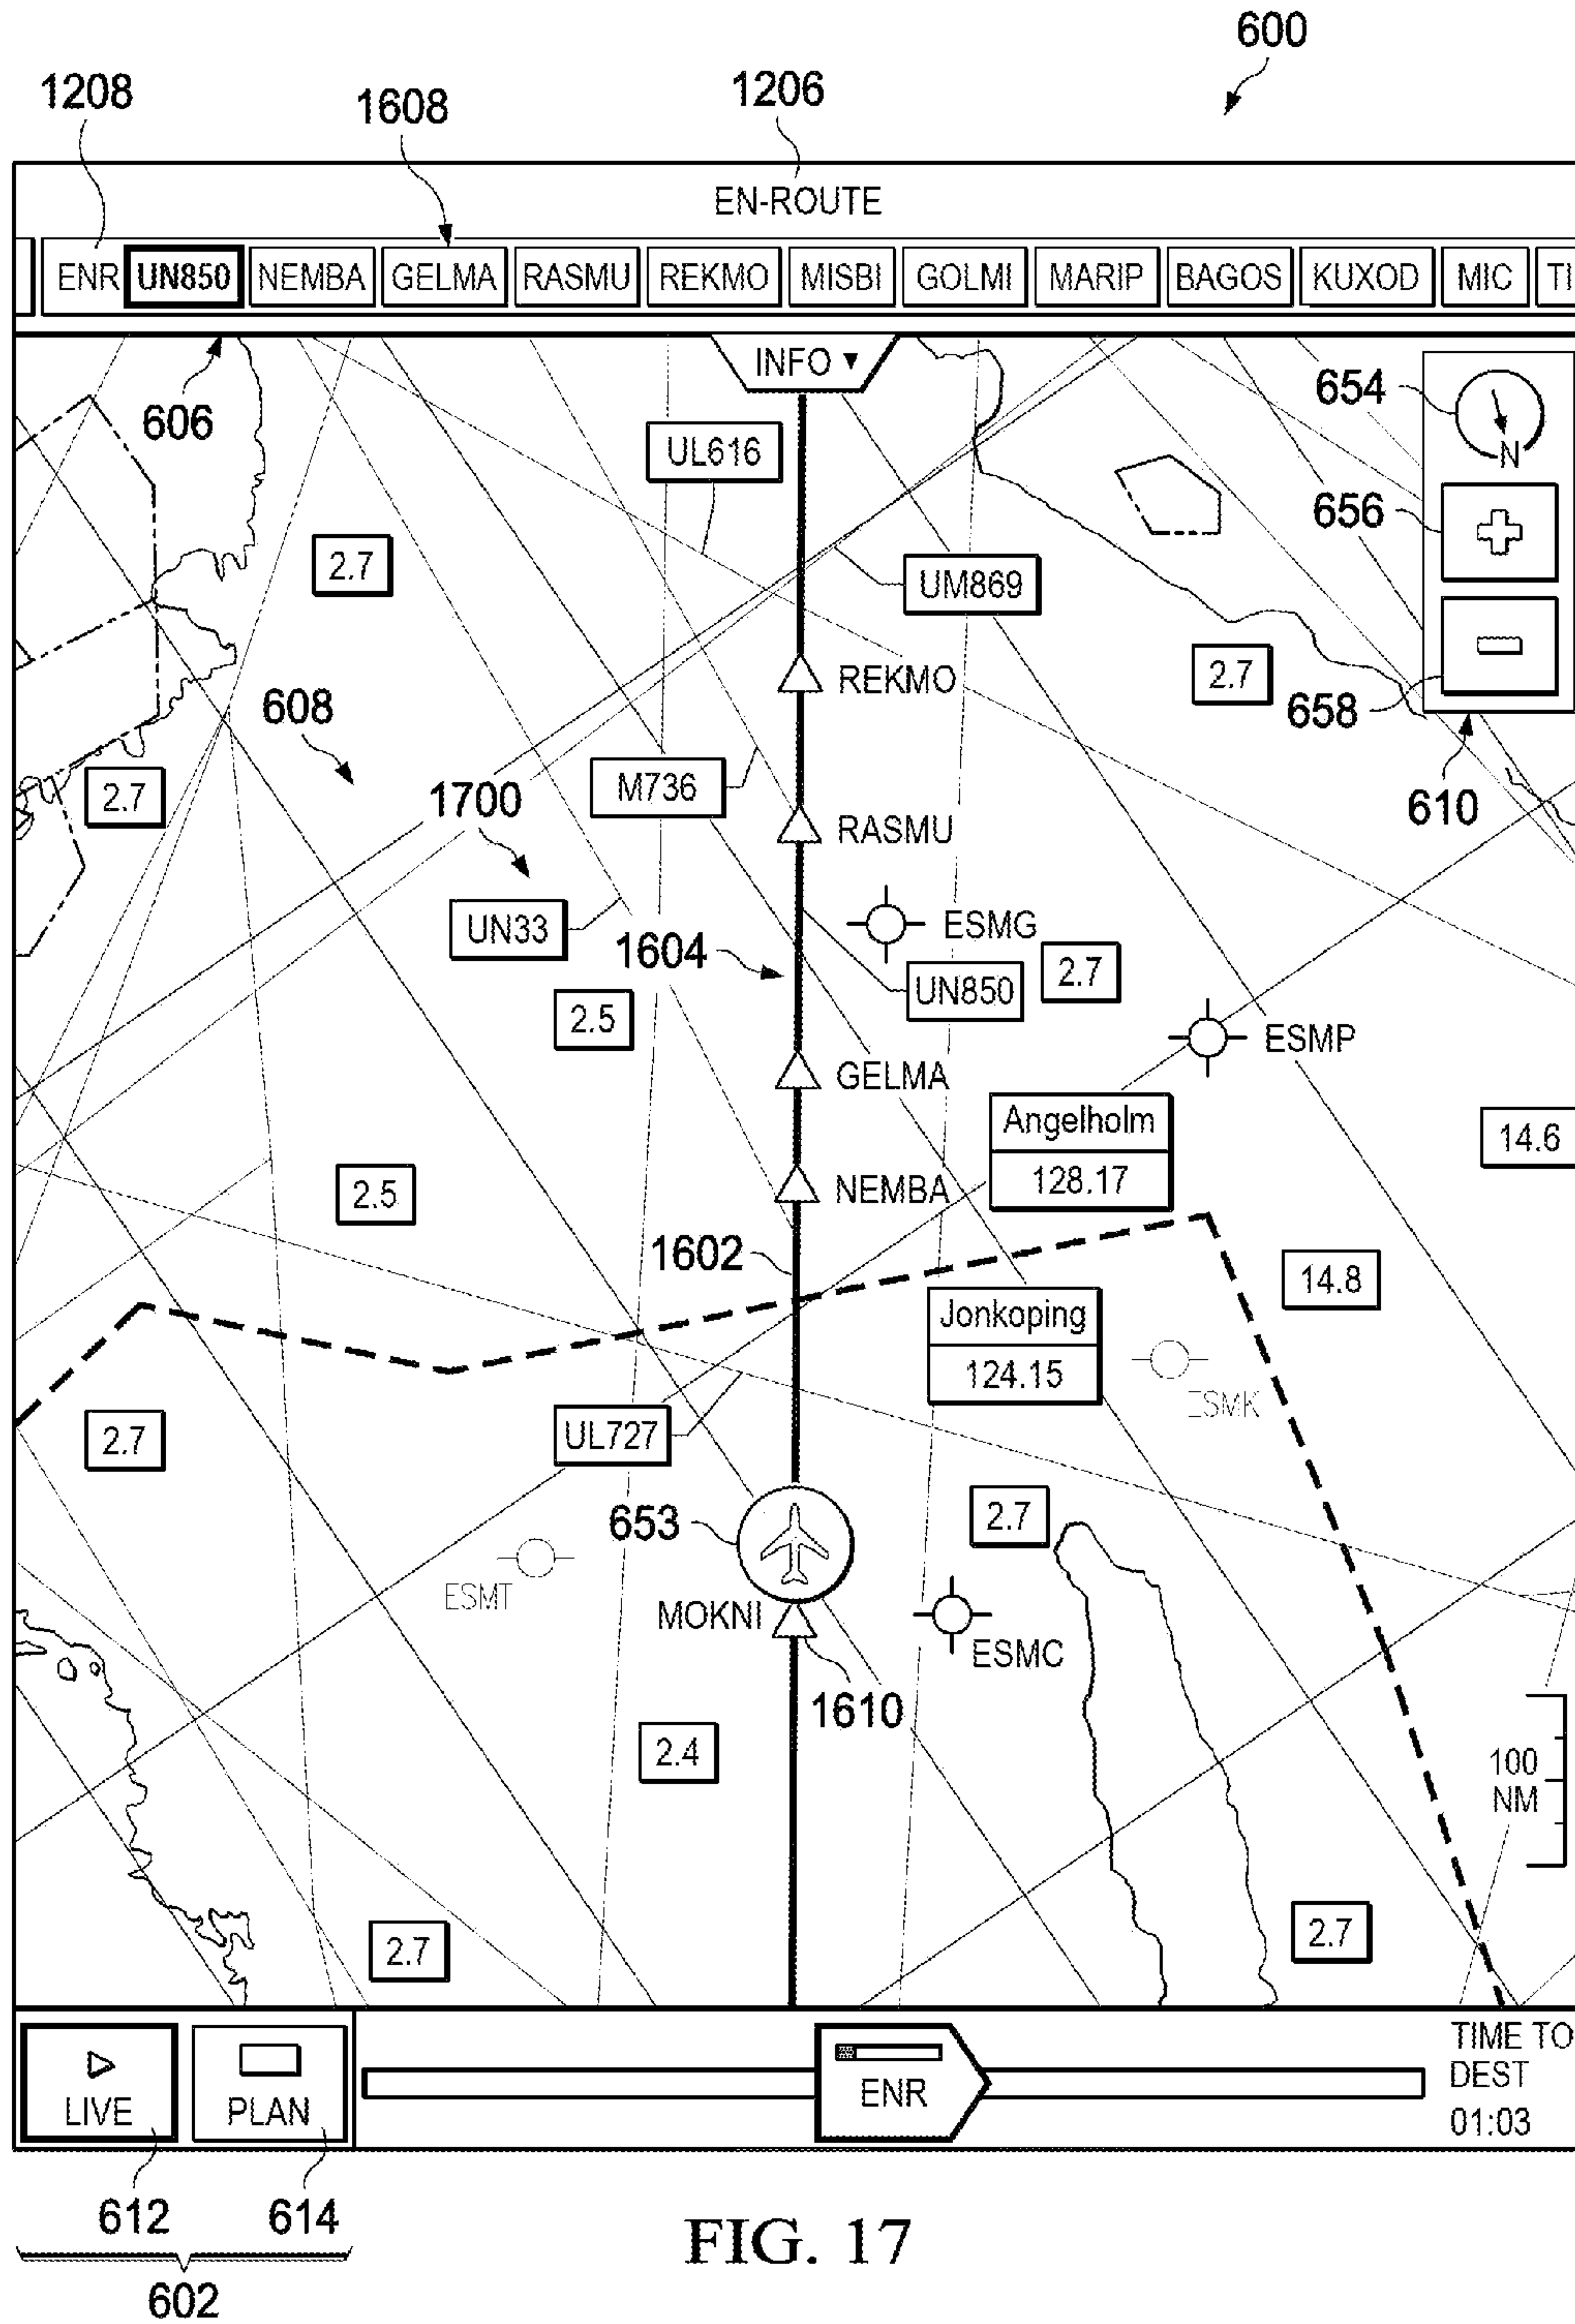 600
1208
1608
1206
EN-ROUTE
ENR UN850 NEMBA GELMA RASMU REKMO MISBI GOLMI MARIP BAGOS KUXOD MIC TI
INFO ▼
654
N
606
UL616
656
2.7
UM869
REKMO
2.7
658
608
2.7
M736
1700
610
RASMU
UN33
ESMG
1604
2.7
UN850
2.5
ESMP
GELMA
Angelholm
128.17
14.6
2.5
NEMBA
1602
14.8
Jonkoping
124.15
ESMK
2.7
UL727
2.7
653
ESMT
MOKNI
ESMC
1610
2.4
100
NM
2.7
2.7
LIVE
PLAN
ENR
TIME TO
DEST
01:03
612
614
602
FIG. 17